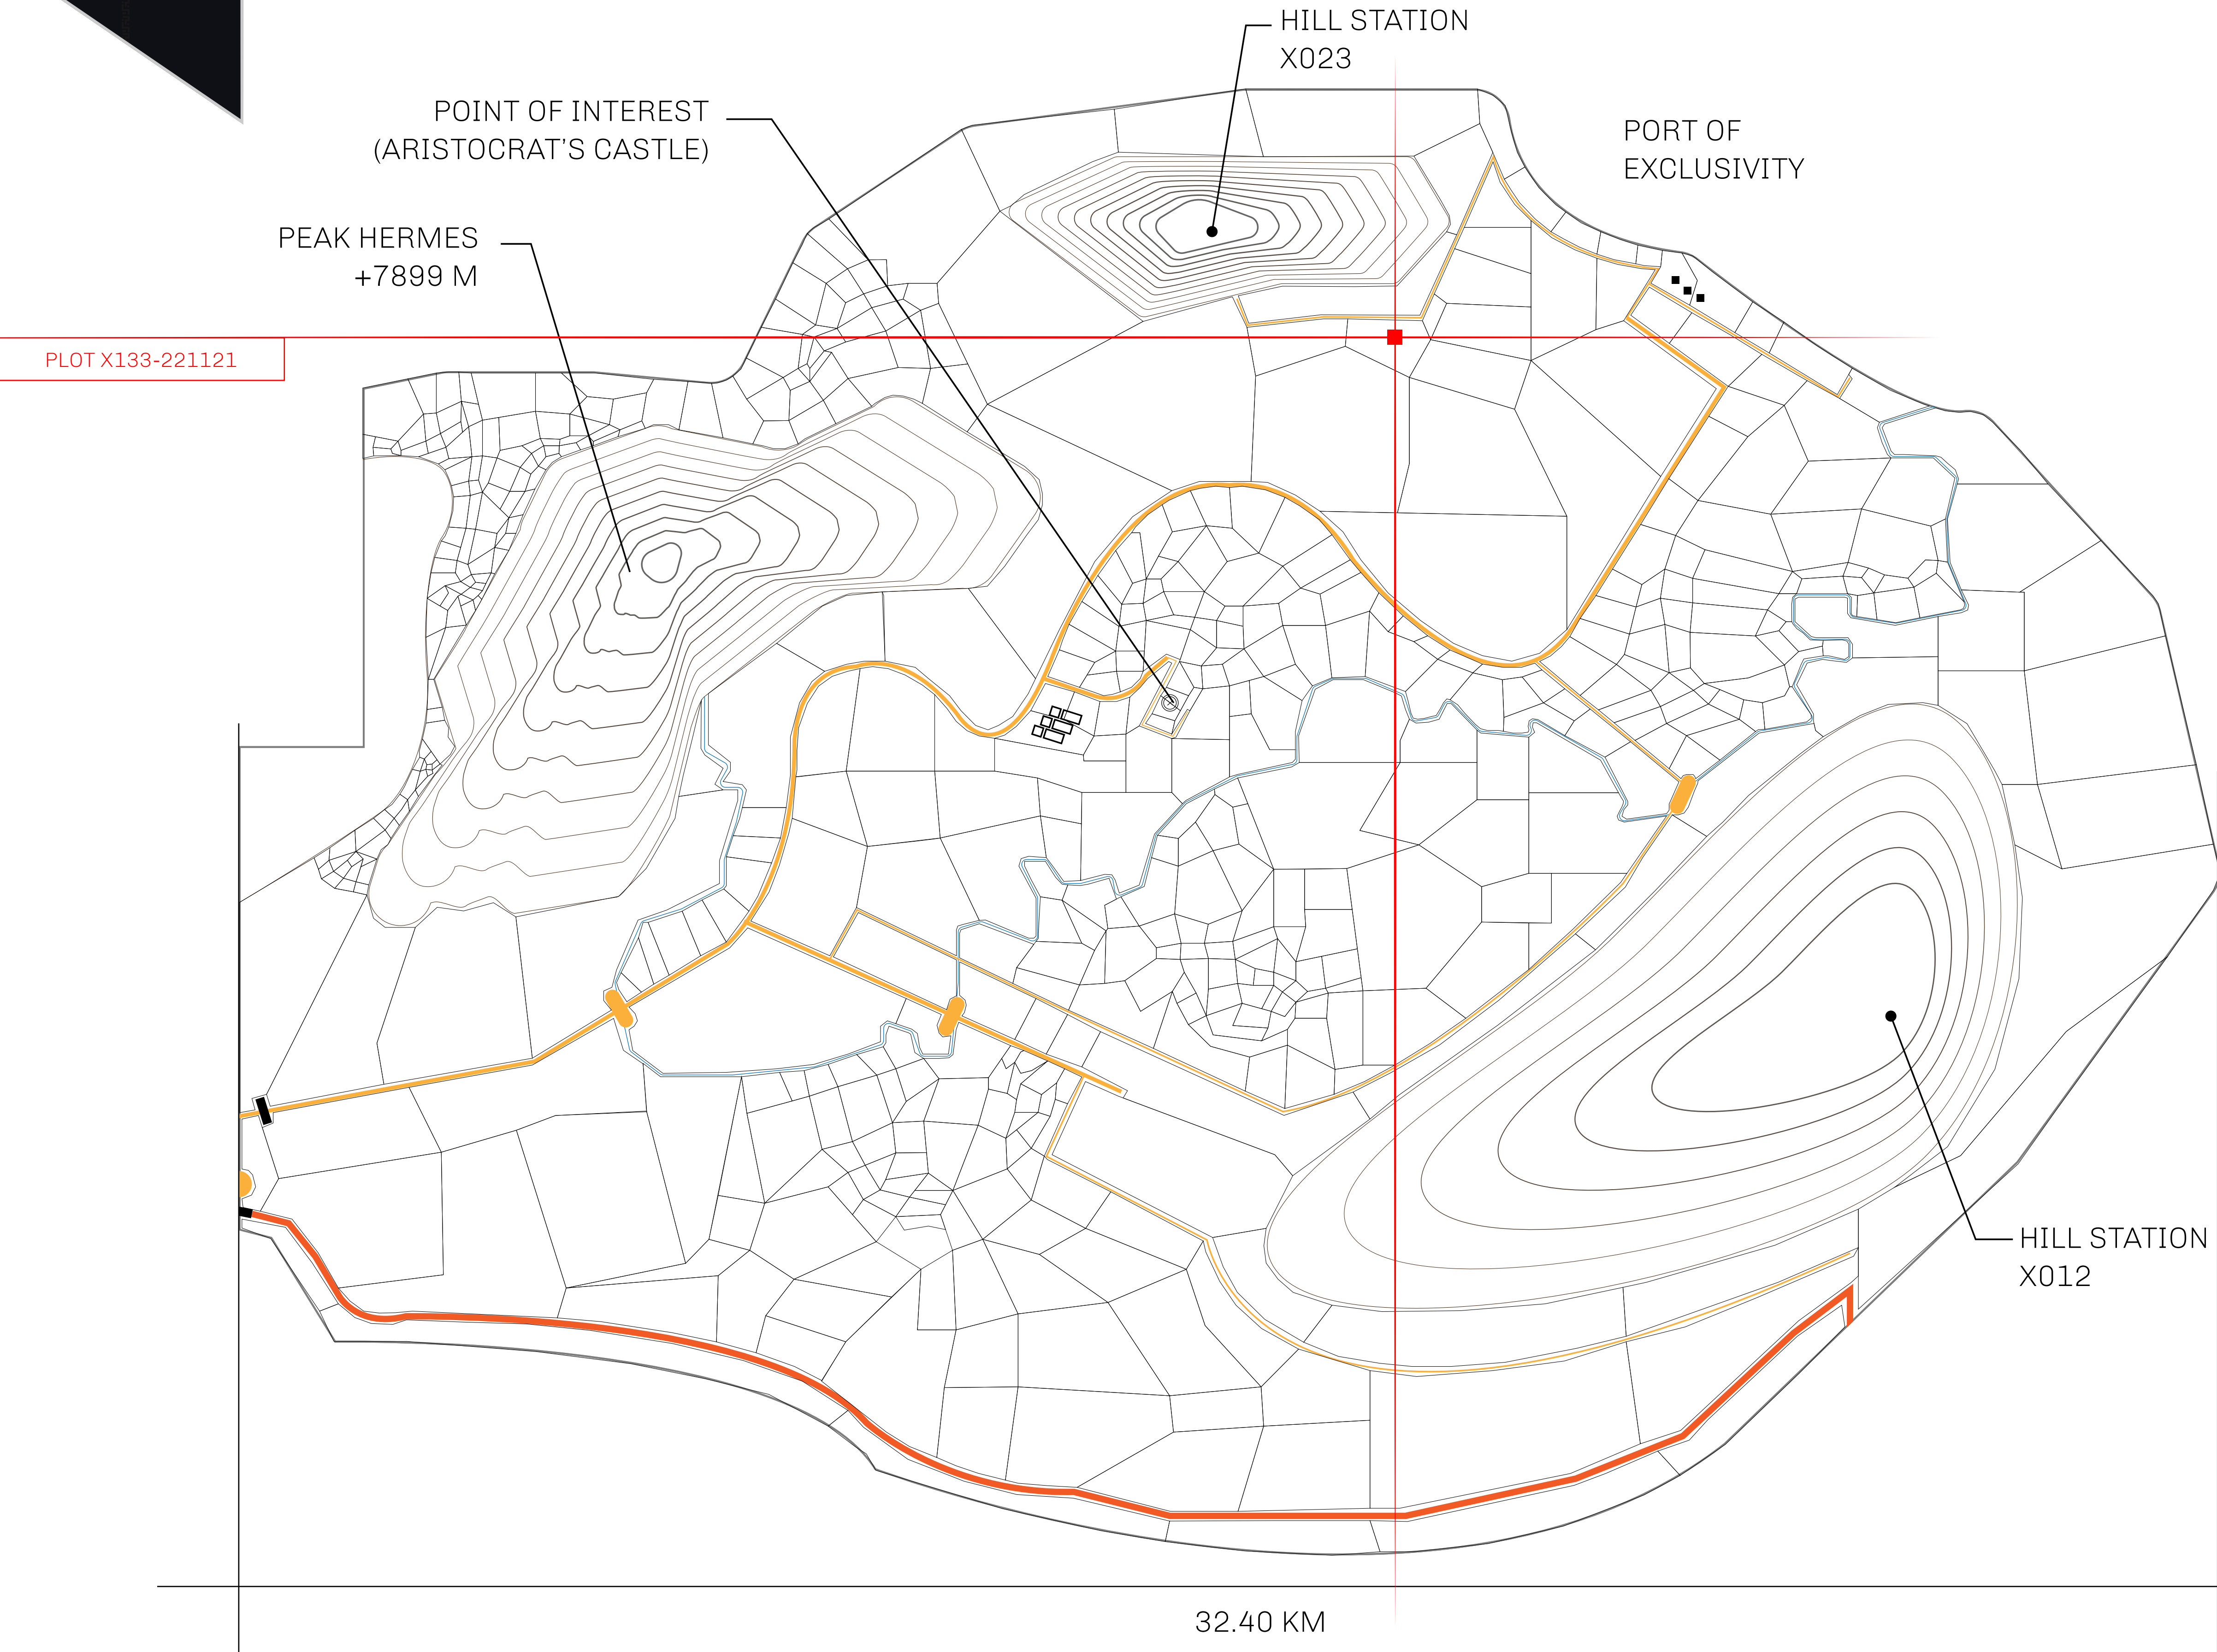 HILL STATION
X023
POINT OF INTEREST
(ARISTOCRAT'S CASTLE)
PORT OF
EXCLUSIVITY
PEAK HERMES
+7899 M
PLOT X133-221121
HILL STATION
X012
32.40 KM